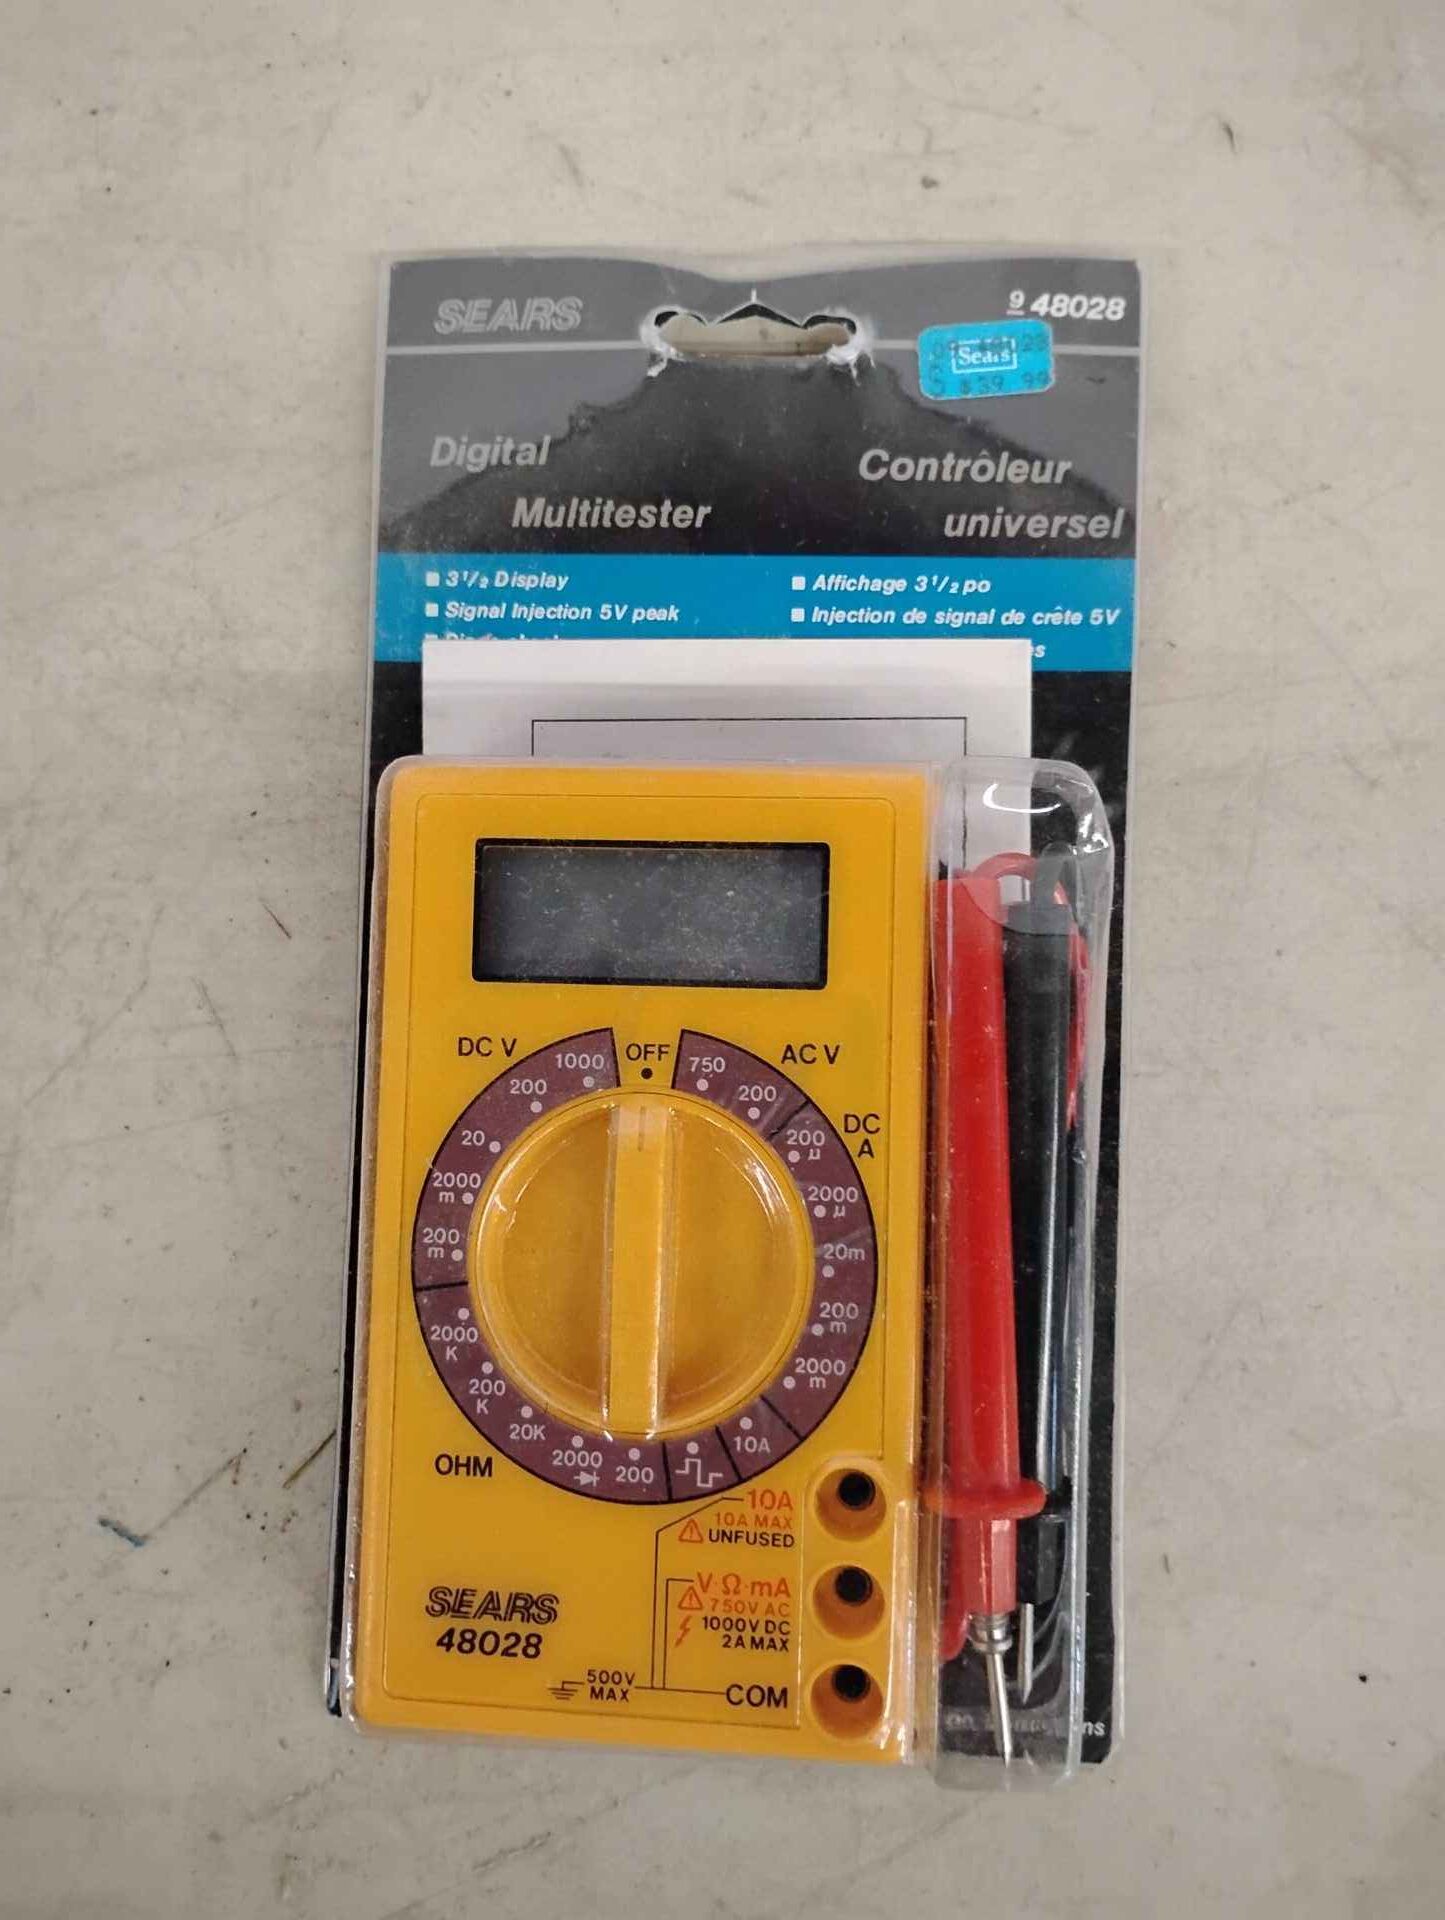 SEARS
9 48028
Sears
$39.99
Digital
Multitester
Contrôleur
universel
3 1/2 Display
Signal Injection 5V peak
Affichage 3 1/2 po
Injection de signal de crête 5V
DC V
OFF
AC V
DC
A
1000
200
20
2000
m
200
m
750
200
200
µ
2000
µ
20m
200
m
2000
m
10A
2000
K
200
K
20K
2000
200
OHM
10A
10A MAX
UNFUSED
V·Ω·mA
750V AC
1000V DC
2A MAX
500V
MAX
COM
SEARS
48028